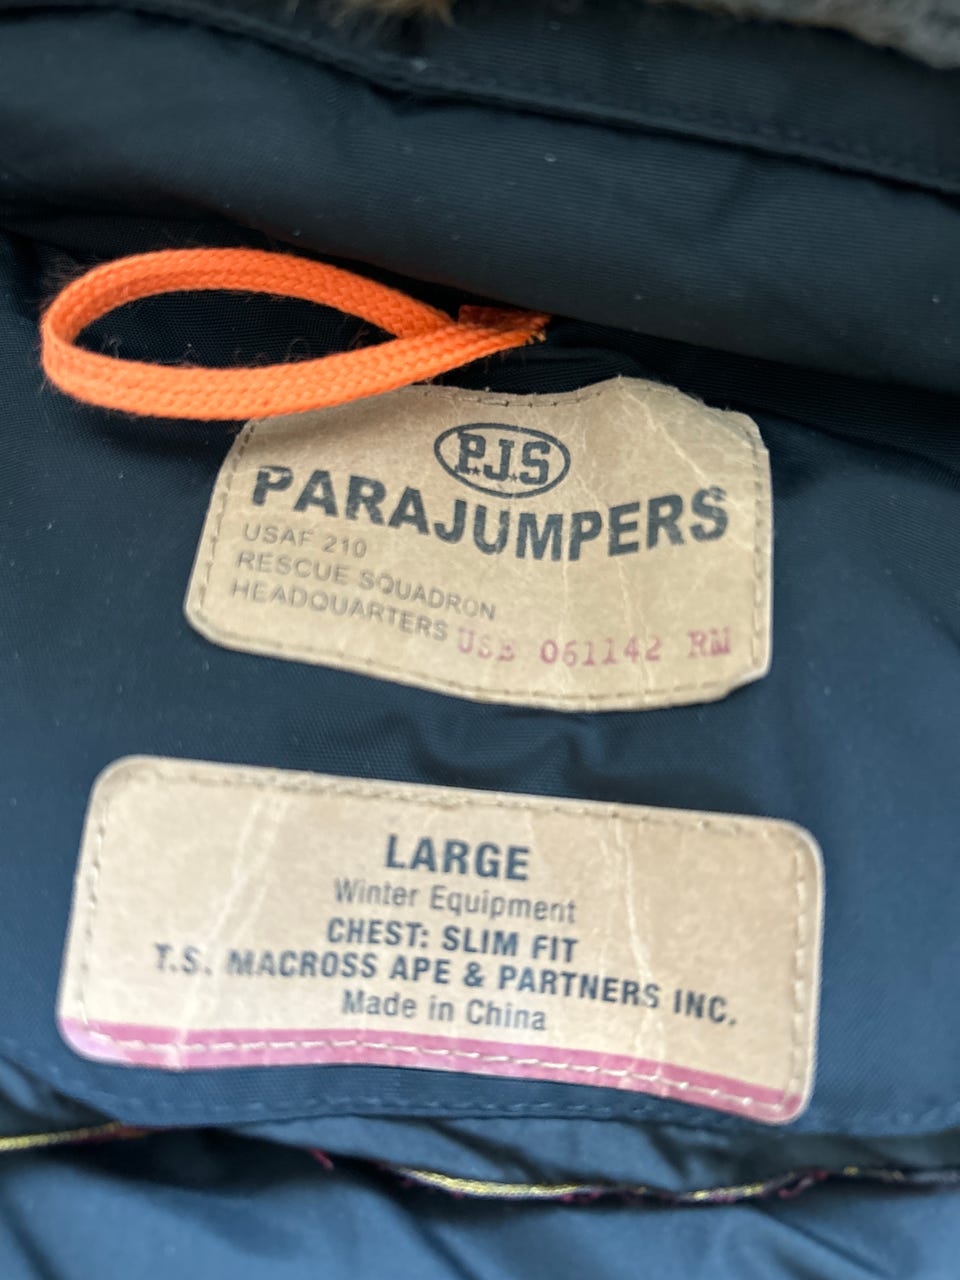 P.J.S
PARAJUMPERS
USAF 210
RESCUE SQUADRON
HEADQUARTERS USE 061142 RM
LARGE
Winter Equipment
CHEST: SLIM FIT
T.S. MACROSS APE & PARTNERS INC.
Made in China